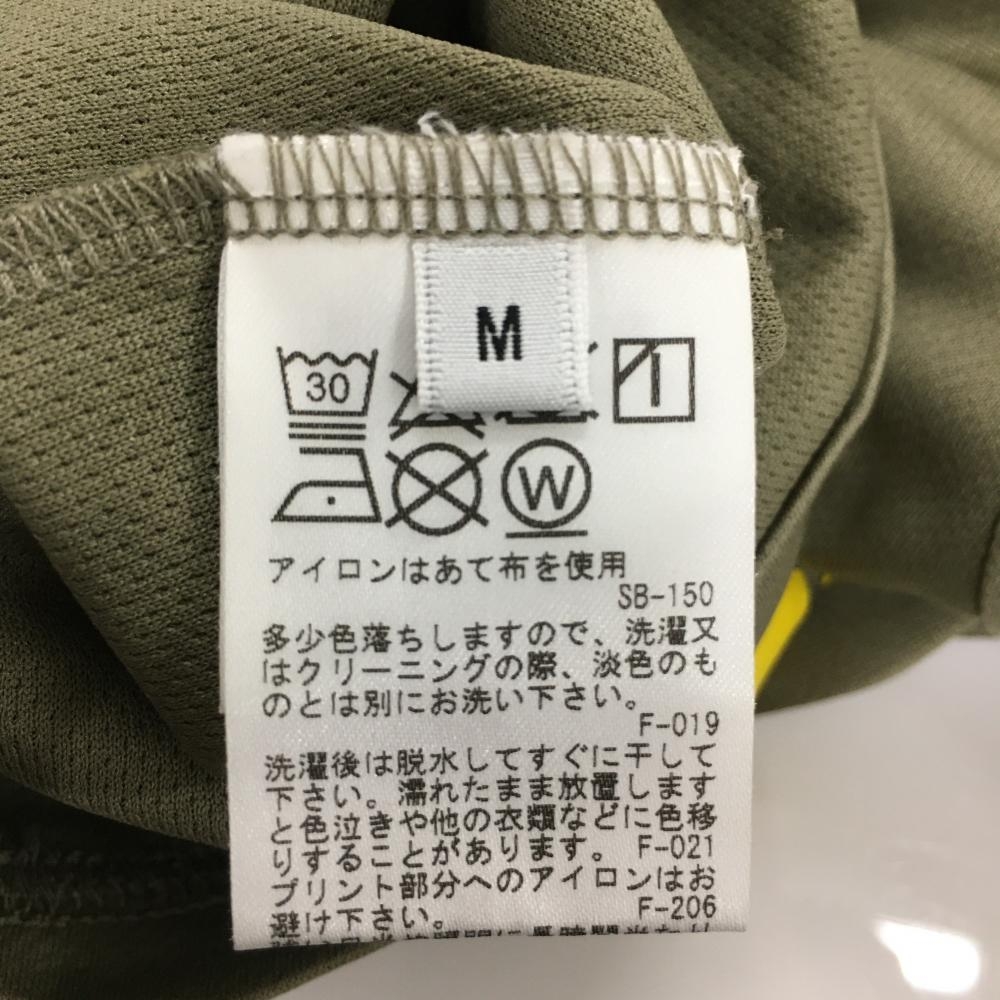 M
30
W
アイロンはあて布を使用
SB-150
多少色落ちしますので、洗濯又
はクリーニングの際、淡色のも
のとは別にお洗い下さい。
F-019
洗濯後は脱水してすぐに干して
下さい。濡れたまま放置します
と色泣きや他の衣類などに色移
りすることがあります。 F-021
プリント部分へのアイロンはお
避け下さい。 F-206